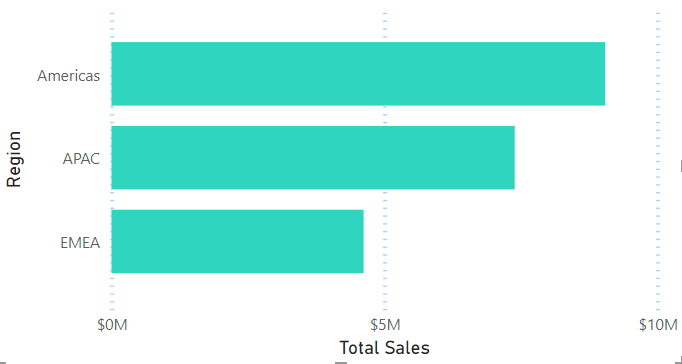 Region
Americas
APAC
EMEA
$0M
$5M
$10M
Total Sales